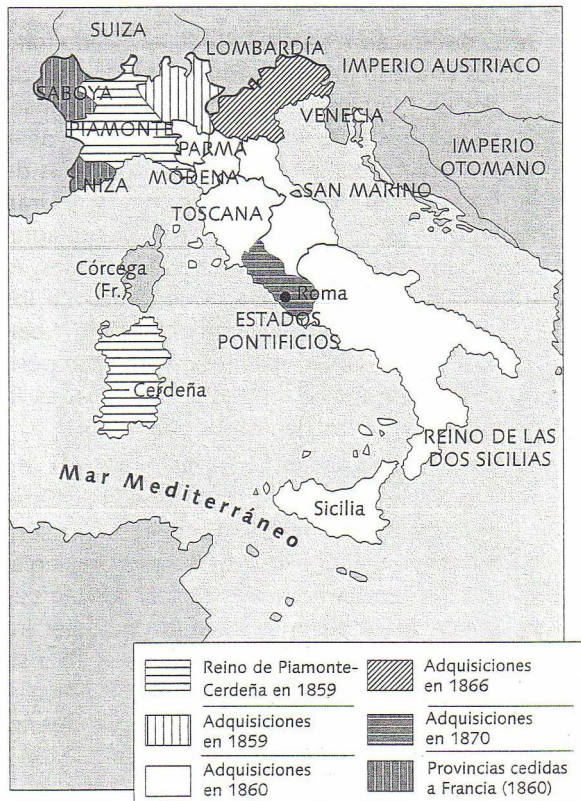 SUIZA
LOMBARDÍA
IMPERIO AUSTRIACO
SABOYA
VENECIA
PIAMONTE
PARMA
IMPERIO
OTOMANO
NIZA
MODENA
SAN MARINO
TOSCANA
Córcega
(Fr.)
Roma
ESTADOS
PONTIFICIOS
Cerdeña
REINO DE LAS
DOS SICILIAS
Mar Mediterráneo
Sicilia
Reino de Piamonte-
Cerdeña en 1859
Adquisiciones
en 1859
Adquisiciones
en 1860
Adquisiciones
en 1866
Adquisiciones
en 1870
Provincias cedidas
a Francia (1860)